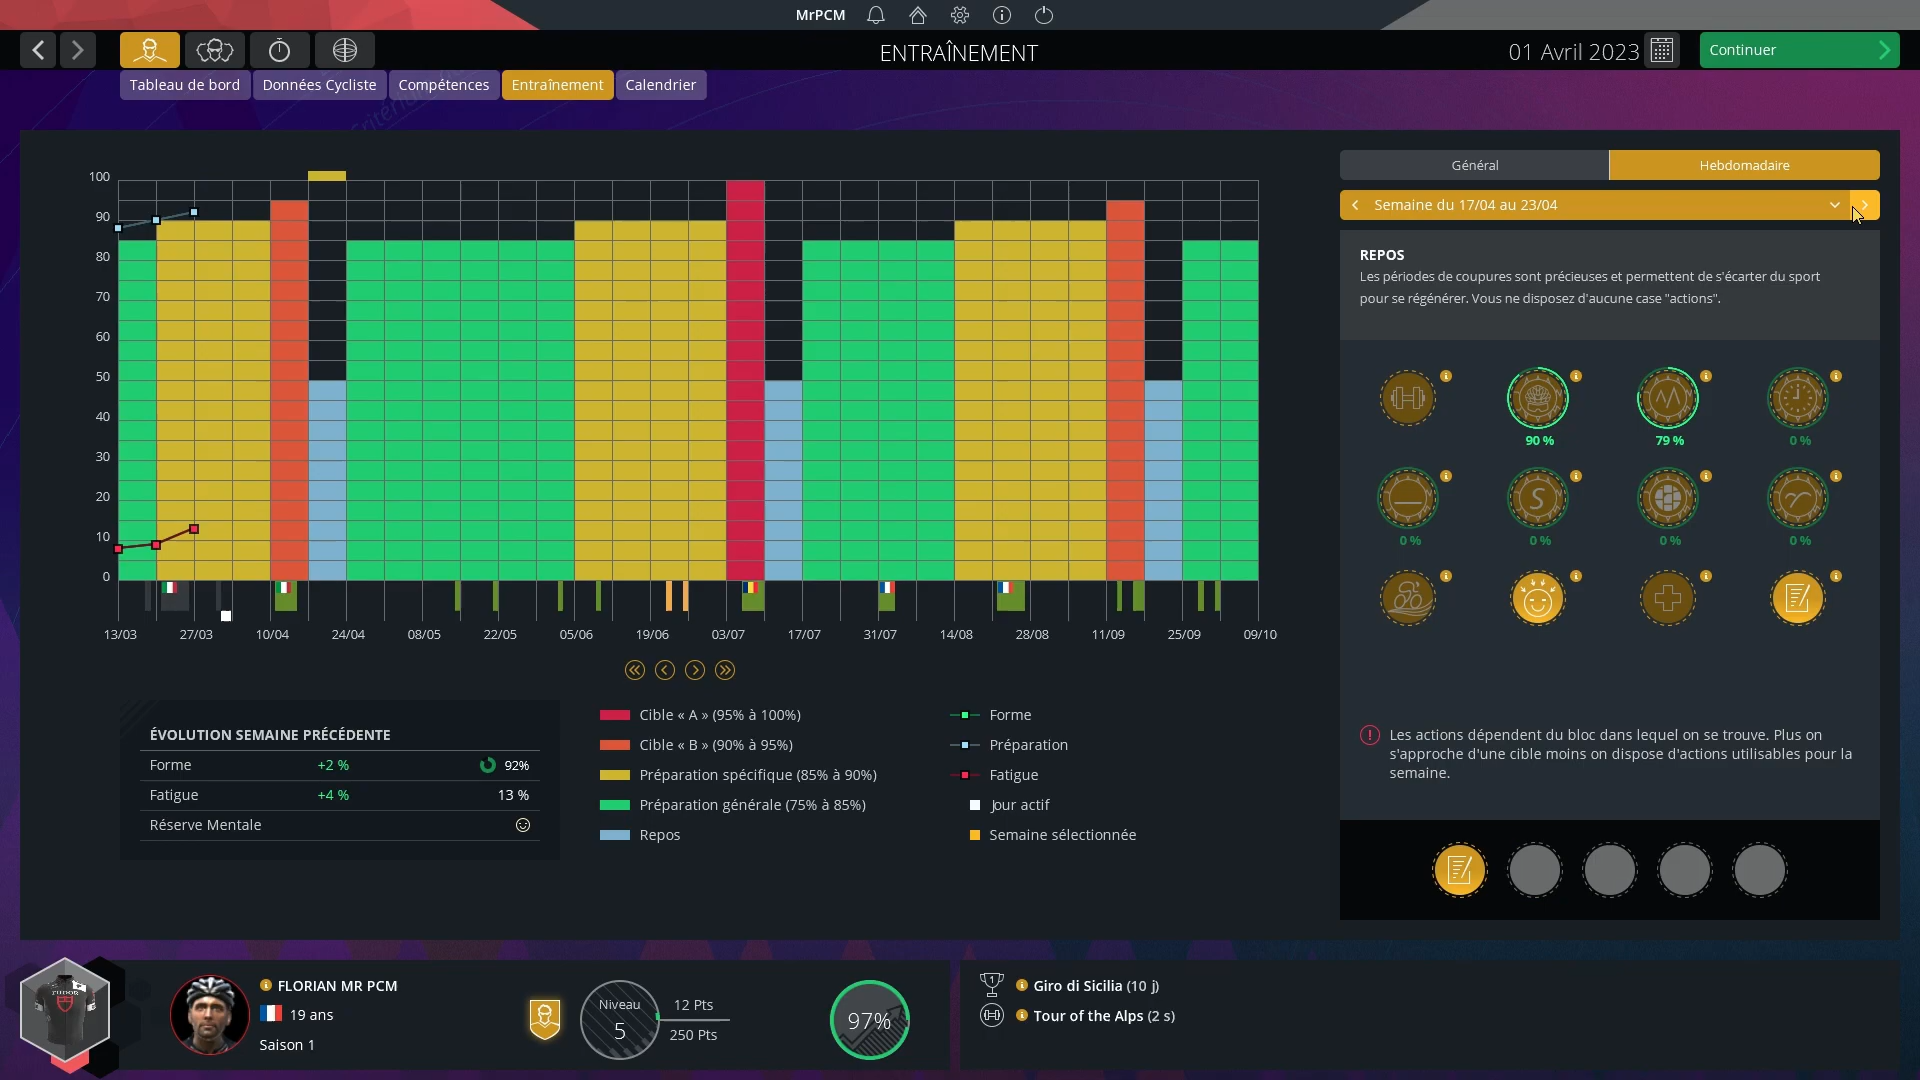 MrPCM
ENTRAÎNEMENT
01 Avril 2023
Continuer
Tableau de bord
Données Cycliste
Compétences
Entraînement
Calendrier
100
90
80
70
60
50
40
30
20
10
0
13/03 27/03 10/04 24/04 08/05 22/05 05/06 19/06 03/07 17/07 31/07 14/08 28/08 11/09 25/09 09/10
Général
Hebdomadaire
Semaine du 17/04 au 23/04
REPOS
Les périodes de coupures sont précieuses et permettent de s'écarter du sport
pour se régénérer. Vous ne disposez d'aucune case "actions".
90 % 79 % 0 %
0 % 0 % 0 % 0 %
Les actions dépendent du bloc dans lequel on se trouve. Plus on
s'approche d'une cible moins on dispose d'actions utilisables pour la
semaine.
ÉVOLUTION SEMAINE PRÉCÉDENTE
Forme +2 % 92%
Fatigue +4 % 13 %
Réserve Mentale
Cible « A » (95% à 100%)
Cible « B » (90% à 95%)
Préparation spécifique (85% à 90%)
Préparation générale (75% à 85%)
Repos
Forme
Préparation
Fatigue
Jour actif
Semaine sélectionnée
TUDOR
FLORIAN MR PCM
19 ans
Saison 1
Niveau
5
12 Pts
250 Pts
97%
Giro di Sicilia (10 j)
Tour of the Alps (2 s)